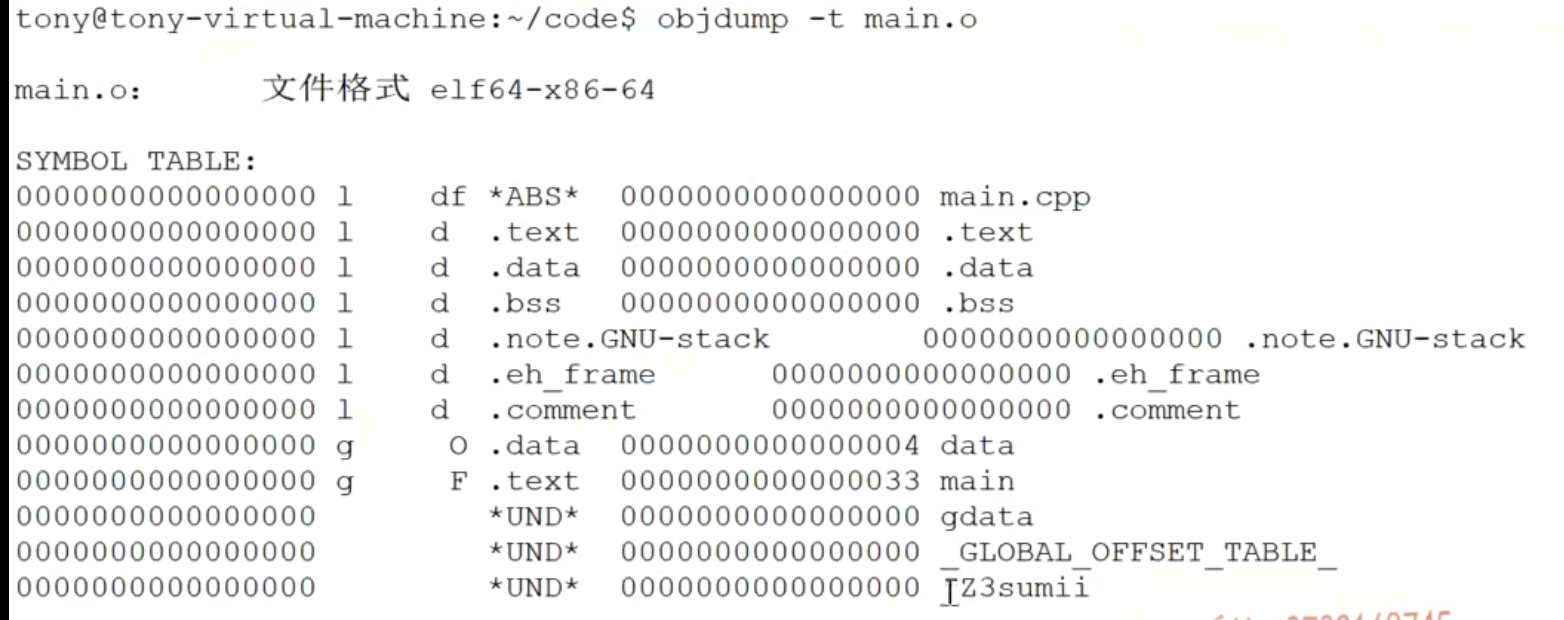 tony@tony-virtual-machine:~/code$ objdump -t main.o
main.o:      文件格式 elf64-x86-64
SYMBOL TABLE:
0000000000000000 l    df *ABS*  0000000000000000 main.cpp
0000000000000000 l    d  .text  0000000000000000 .text
0000000000000000 l    d  .data  0000000000000000 .data
0000000000000000 l    d  .bss   0000000000000000 .bss
0000000000000000 l    d  .note.GNU-stack        0000000000000000 .note.GNU-stack
0000000000000000 l    d  .eh_frame      0000000000000000 .eh_frame
0000000000000000 l    d  .comment       0000000000000000 .comment
0000000000000000 g     O .data  0000000000000004 data
0000000000000000 g     F .text  0000000000000033 main
0000000000000000         *UND*  0000000000000000 gdata
0000000000000000         *UND*  0000000000000000 _GLOBAL_OFFSET_TABLE_
0000000000000000         *UND*  0000000000000000 _Z3sumii